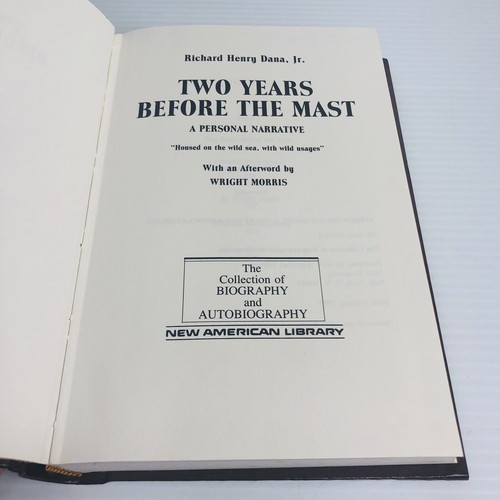 Richard Henry Dana, Jr.
TWO YEARS
BEFORE THE MAST
A PERSONAL NARRATIVE
"Housed on the wild sea, with wild usages"
With an Afterword by
WRIGHT MORRIS
The
Collection of
BIOGRAPHY
and
AUTOBIOGRAPHY
NEW AMERICAN LIBRARY